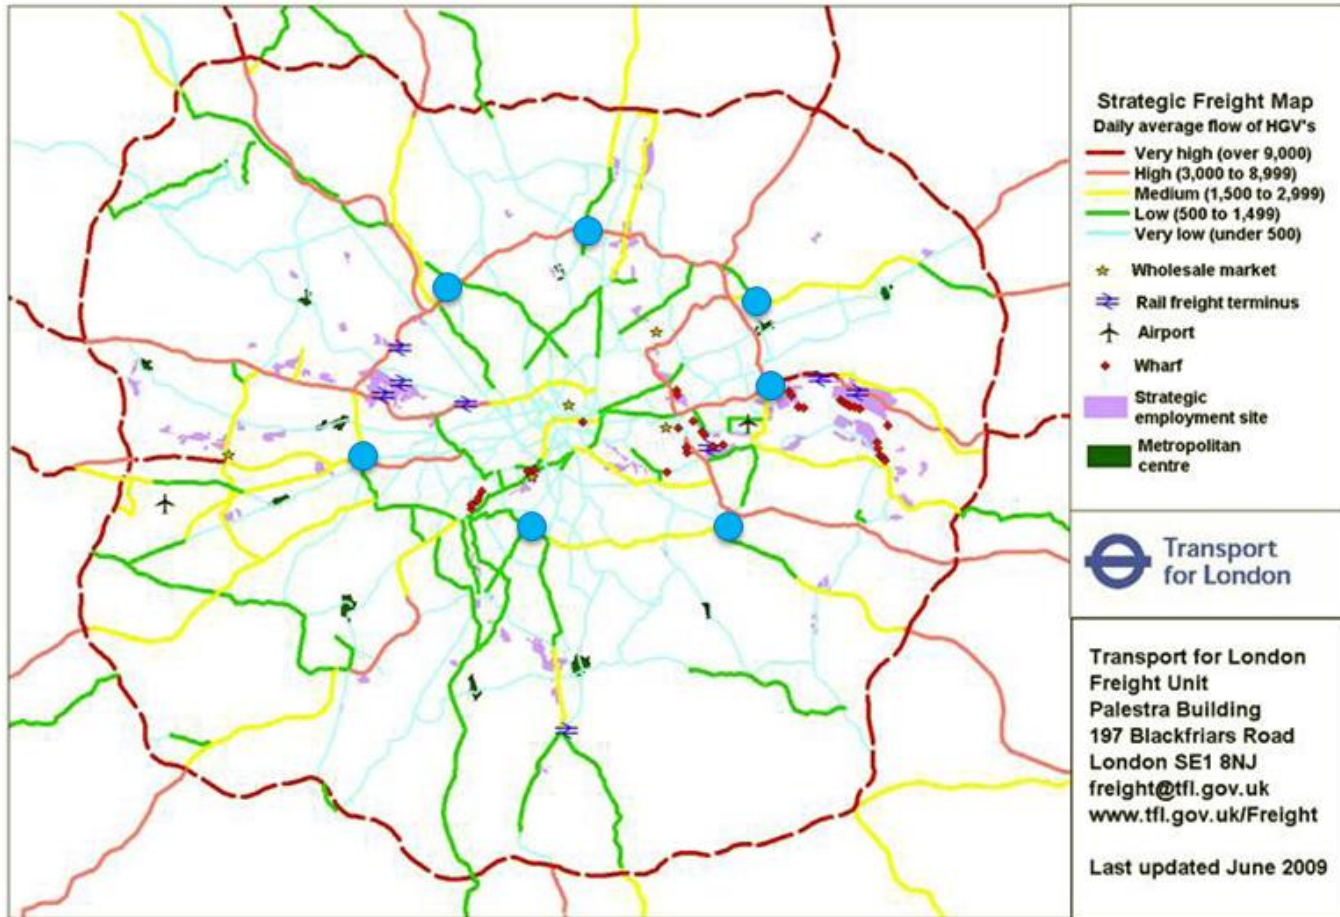 Strategic Freight Map
Daily average flow of HGV's
Very high (over 9,000)
High (3,000 to 8,999)
Medium (1,500 to 2,999)
Low (500 to 1,499)
Very low (under 500)
Wholesale market
Rail freight terminus
Airport
Wharf
Strategic
employment site
Metropolitan
centre
Transport
for London
Transport for London
Freight Unit
Palestra Building
197 Blackfriars Road
London SE1 8NJ
freight@tfl.gov.uk
www.tfl.gov.uk/Freight
Last updated June 2009